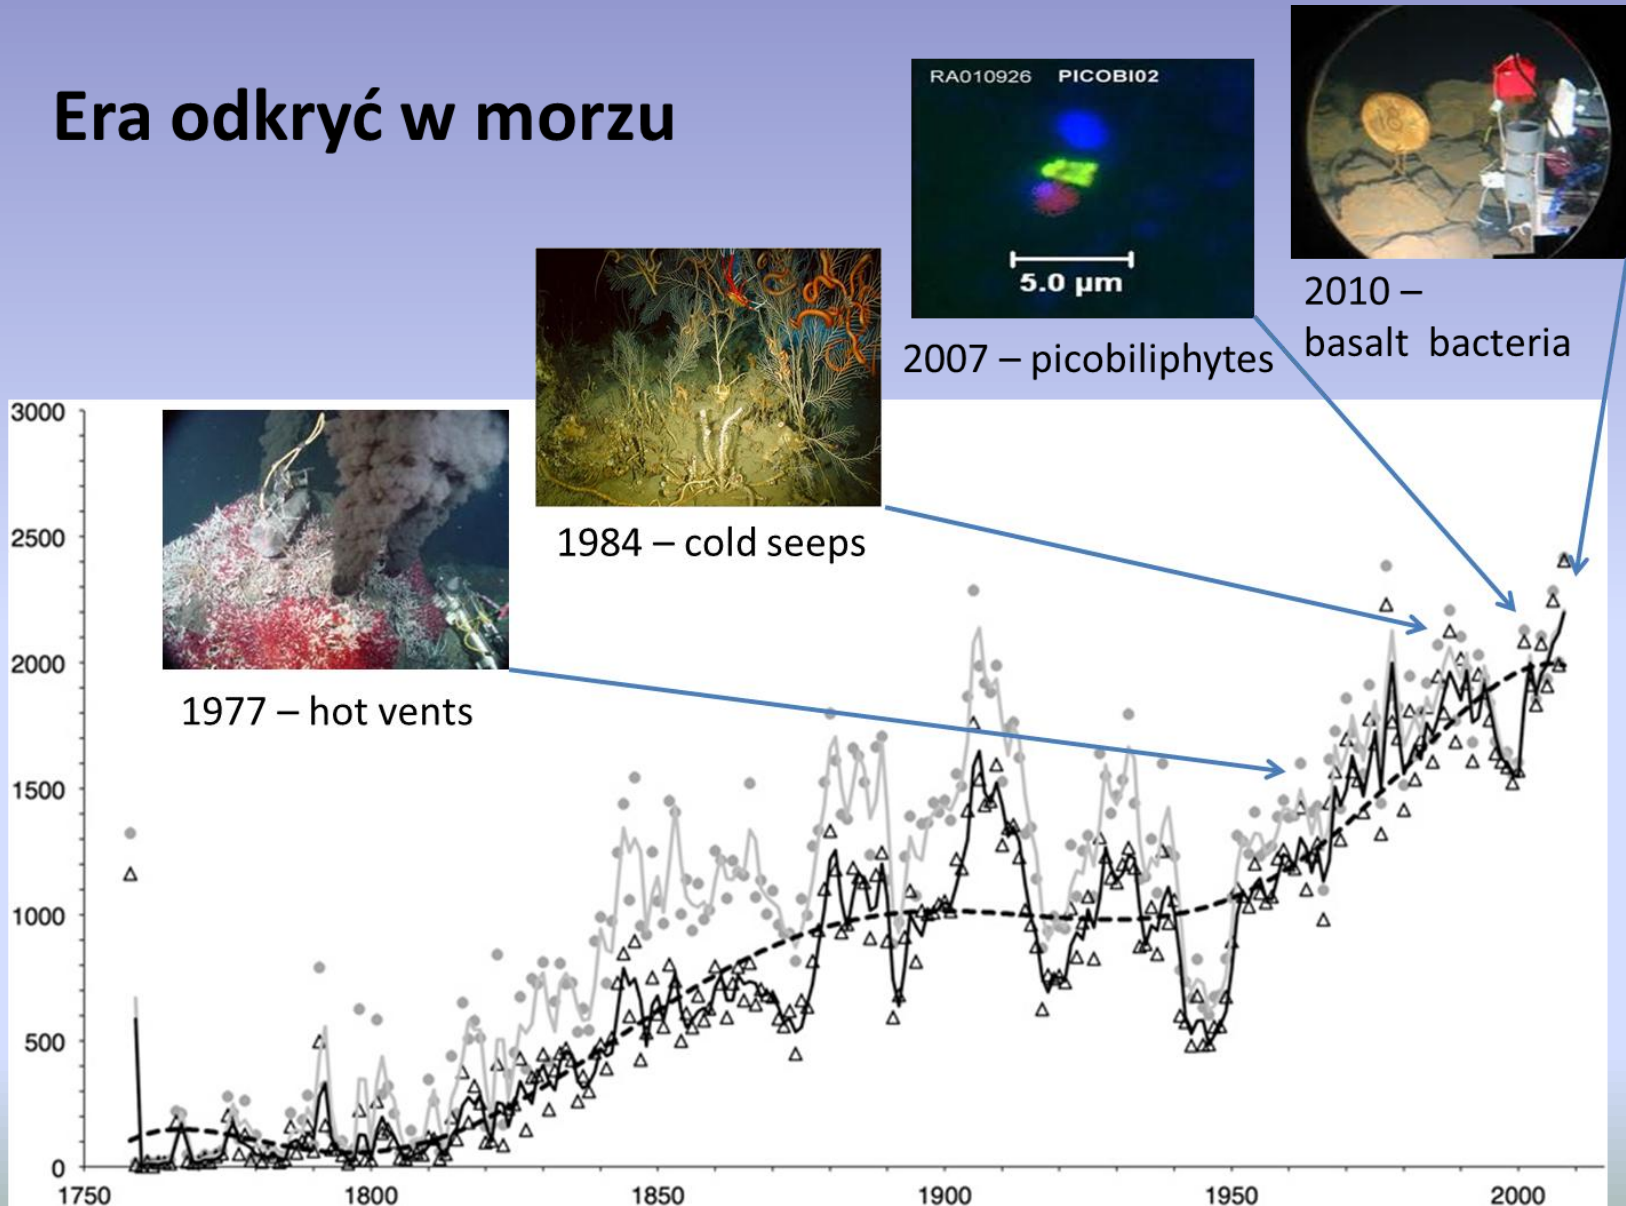 Era odkryć w morzu
RA010926 PICOBI02
5.0 µm
18
2010 –
basalt bacteria
2007 – picobiliphytes
1984 – cold seeps
1977 – hot vents
3000
2500
2000
1500
1000
500
0
1750 1800 1850 1900 1950 2000